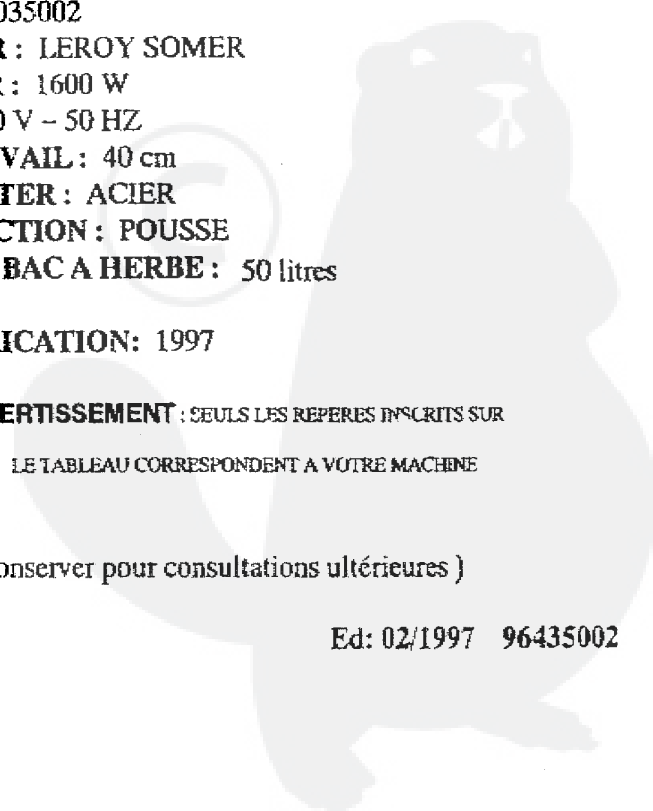 035002
R : LEROY SOMER
R : 1600 W
0 V – 50 HZ
VAIL : 40 cm
TER : ACIER
CTION : POUSSE
BAC A HERBE : 50 litres
ICATION: 1997
ERTISSEMENT : SEULS LES REPERES INSCRITS SUR
LE TABLEAU CORRESPONDENT A VOTRE MACHINE
onserver pour consultations ultérieures )
Ed: 02/1997 96435002
©